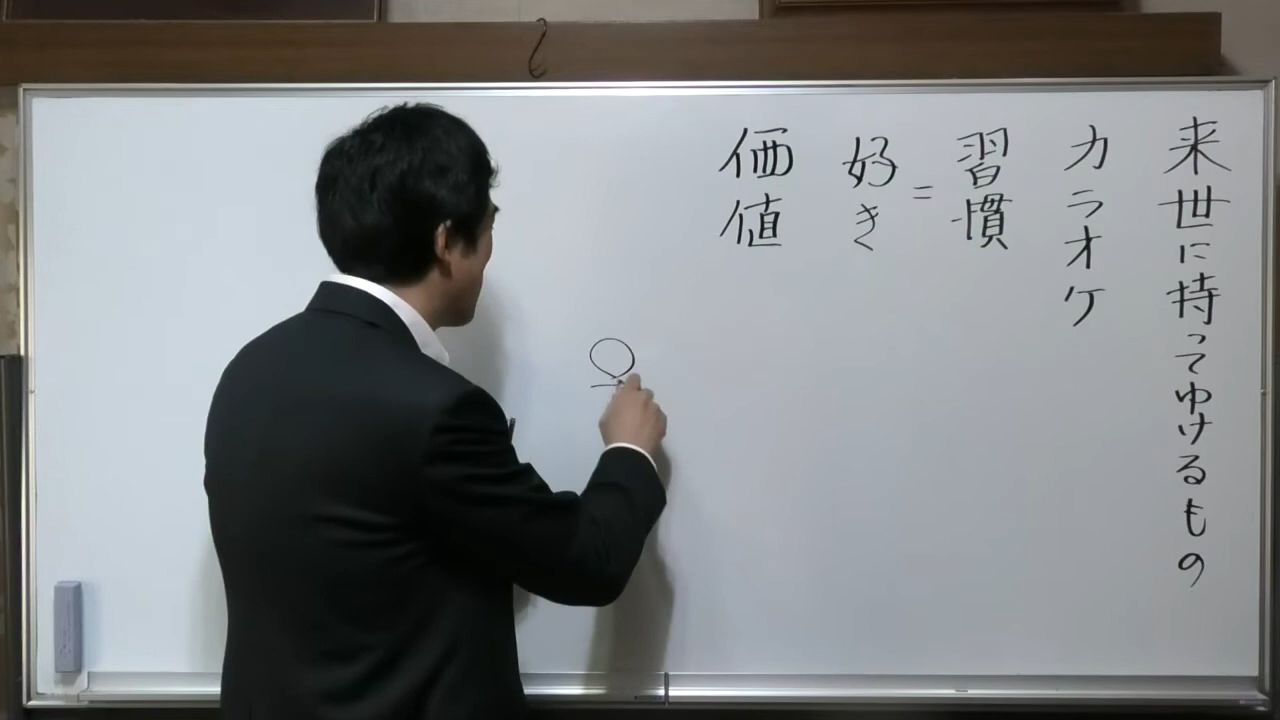 来世に持ってゆけるもの
カラオケ
習慣
=
好き
価値